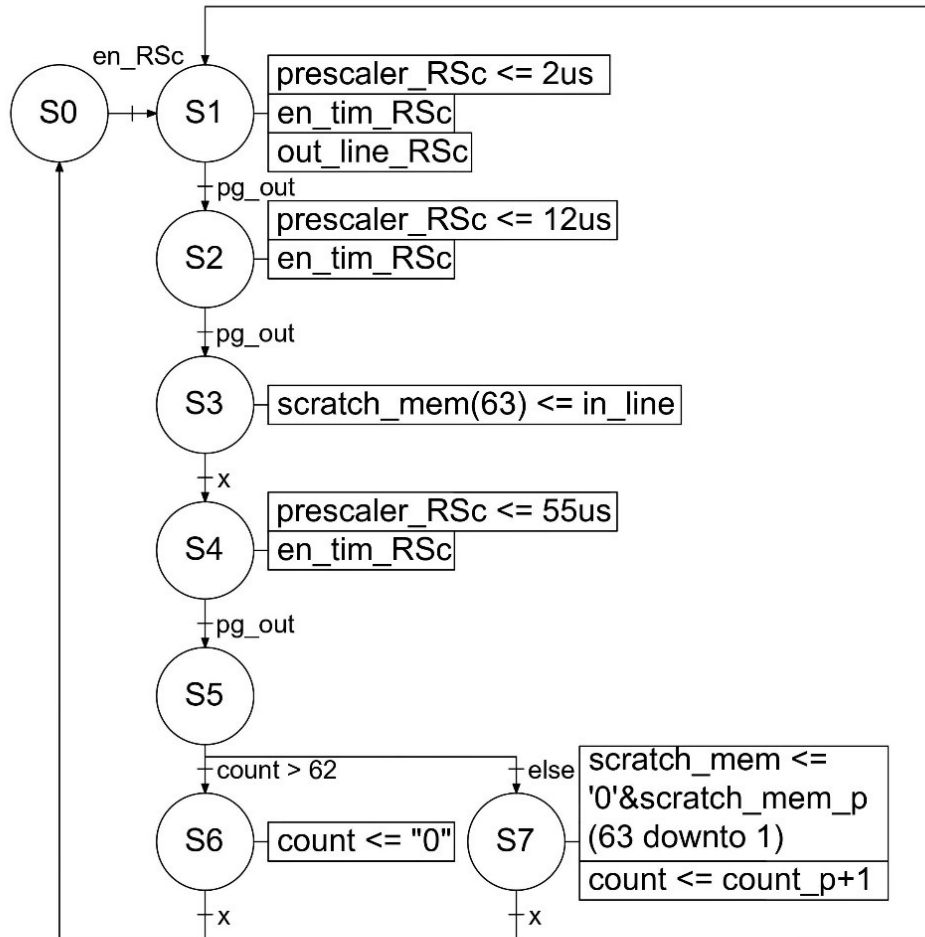 en_RSc
S0
S1
prescaler_RSc <= 2us
en_tim_RSc
out_line_RSc
pg_out
S2
prescaler_RSc <= 12us
en_tim_RSc
pg_out
S3
scratch_mem(63) <= in_line
x
S4
prescaler_RSc <= 55us
en_tim_RSc
pg_out
S5
count > 62
else
S6
count <= "0"
S7
scratch_mem <=
'0'&scratch_mem_p
(63 downto 1)
count <= count_p+1
x
x